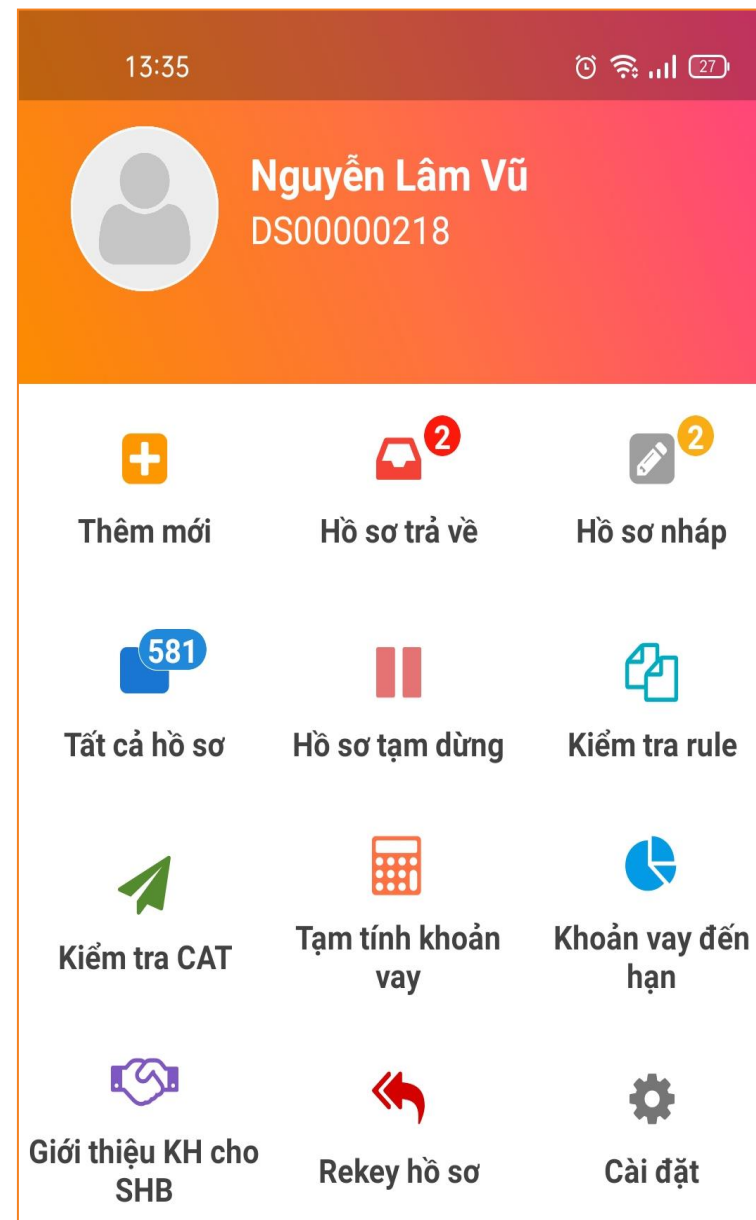 13:35
27
Nguyễn Lâm Vũ
DS00000218
2
2
Thêm mới
Hồ sơ trả về
Hồ sơ nháp
581
Tất cả hồ sơ
Hồ sơ tạm dừng
Kiểm tra rule
Kiểm tra CAT
Tạm tính khoản
vay
Khoản vay đến
hạn
Giới thiệu KH cho
SHB
Rekey hồ sơ
Cài đặt